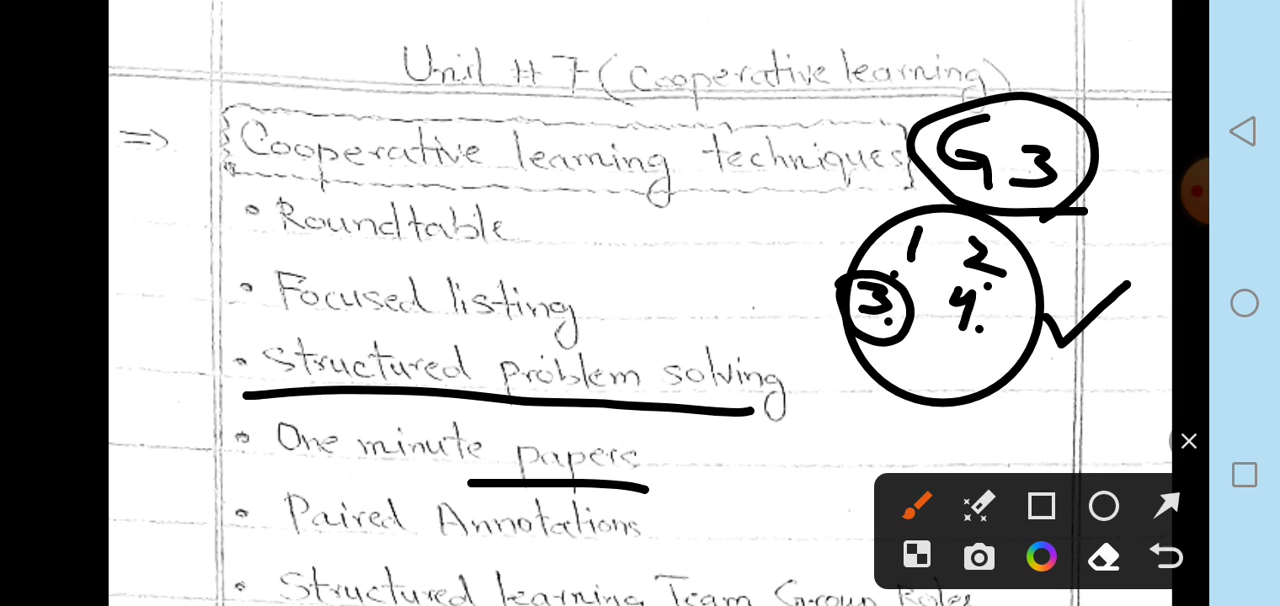 Unit # 7 (Cooperative learning)
=> Cooperative learning techniques
G 3
• Roundtable
1 2
3. 4.
• Focused listing
• Structured problem solving
• One minute papers
• Paired Annotations
• Structured learning Team Group Roles